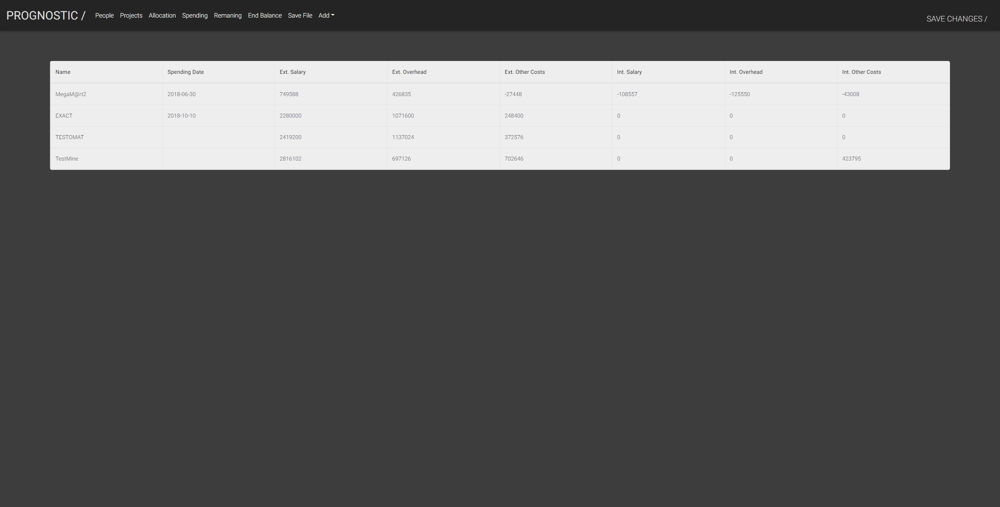 PROGNOSTIC / People Projects Allocation Spending Remaning End Balance Save File Add SAVE CHANGES /
Name Spending Date Ext. Salary Ext. Overhead Ext. Other Costs Int. Salary Int. Overhead Int. Other Costs
MegaM@rt2 2018-06-30 749588 426835 -27448 -108557 -125550 -43008
EXACT 2018-10-10 2280000 1071600 248400 0 0 0
TESTOMAT 2419200 1137024 372576 0 0 0
TestMine 2816102 697126 702646 0 0 423795